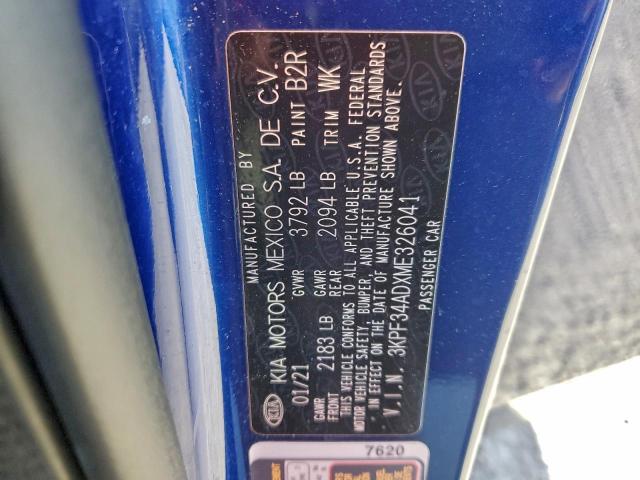 MANUFACTURED BY
KIA KIA MOTORS MEXICO S.A. DE C.V.
01/21 GVWR 3792 LB PAINT B2R
GAWR FRONT 2183 LB GAWR REAR 2094 LB TRIM WK
THIS VEHICLE CONFORMS TO ALL APPLICABLE U.S.A. FEDERAL
MOTOR VEHICLE SAFETY, BUMPER, AND THEFT PREVENTION STANDARDS
IN EFFECT ON THE DATE OF MANUFACTURE SHOWN ABOVE.
V.I.N. 3KPF34ADXME326041
PASSENGER CAR
7620